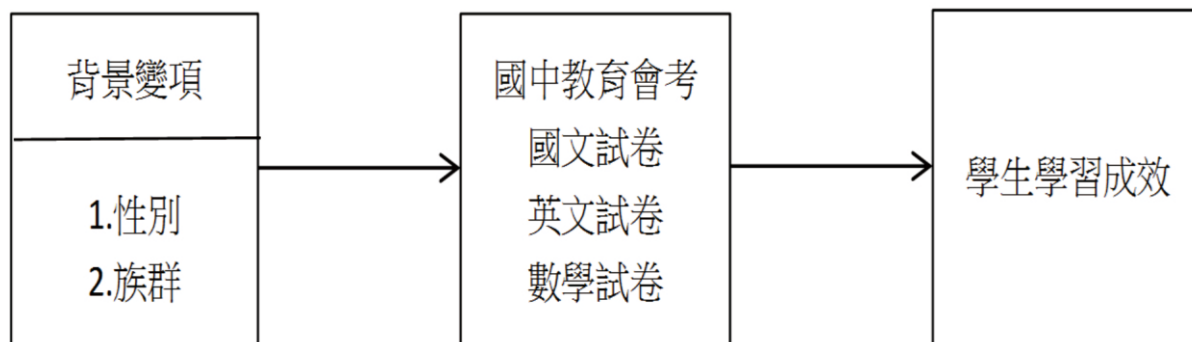 背景變項
1.性別
2.族群
國中教育會考
國文試卷
英文試卷
數學試卷
學生學習成效